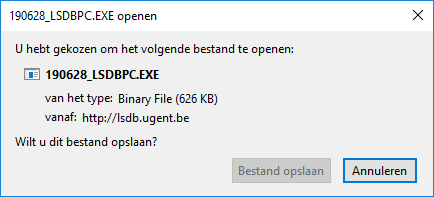 190628_LSDBPC.EXE openen
U hebt gekozen om het volgende bestand te openen:
190628_LSDBPC.EXE
van het type: Binary File (626 KB)
vanaf: http://lsdb.ugent.be
Wilt u dit bestand opslaan?
Bestand opslaan
Annuleren